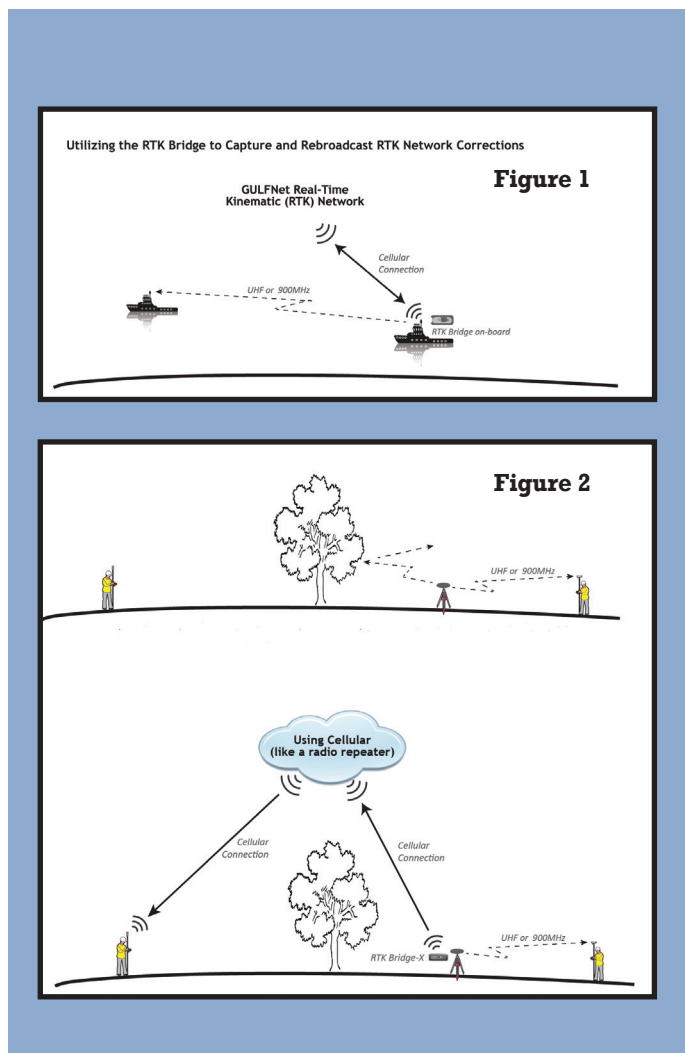 Utilizing the RTK Bridge to Capture and Rebroadcast RTK Network Corrections
Figure 1
GULFNet Real-Time
Kinematic (RTK) Network
Cellular
Connection
UHF or 900MHz
RTK Bridge on-board
Figure 2
UHF or 900MHz
Using Cellular
(like a radio repeater)
Cellular
Connection
Cellular
Connection
UHF or 900MHz
RTK Bridge-X